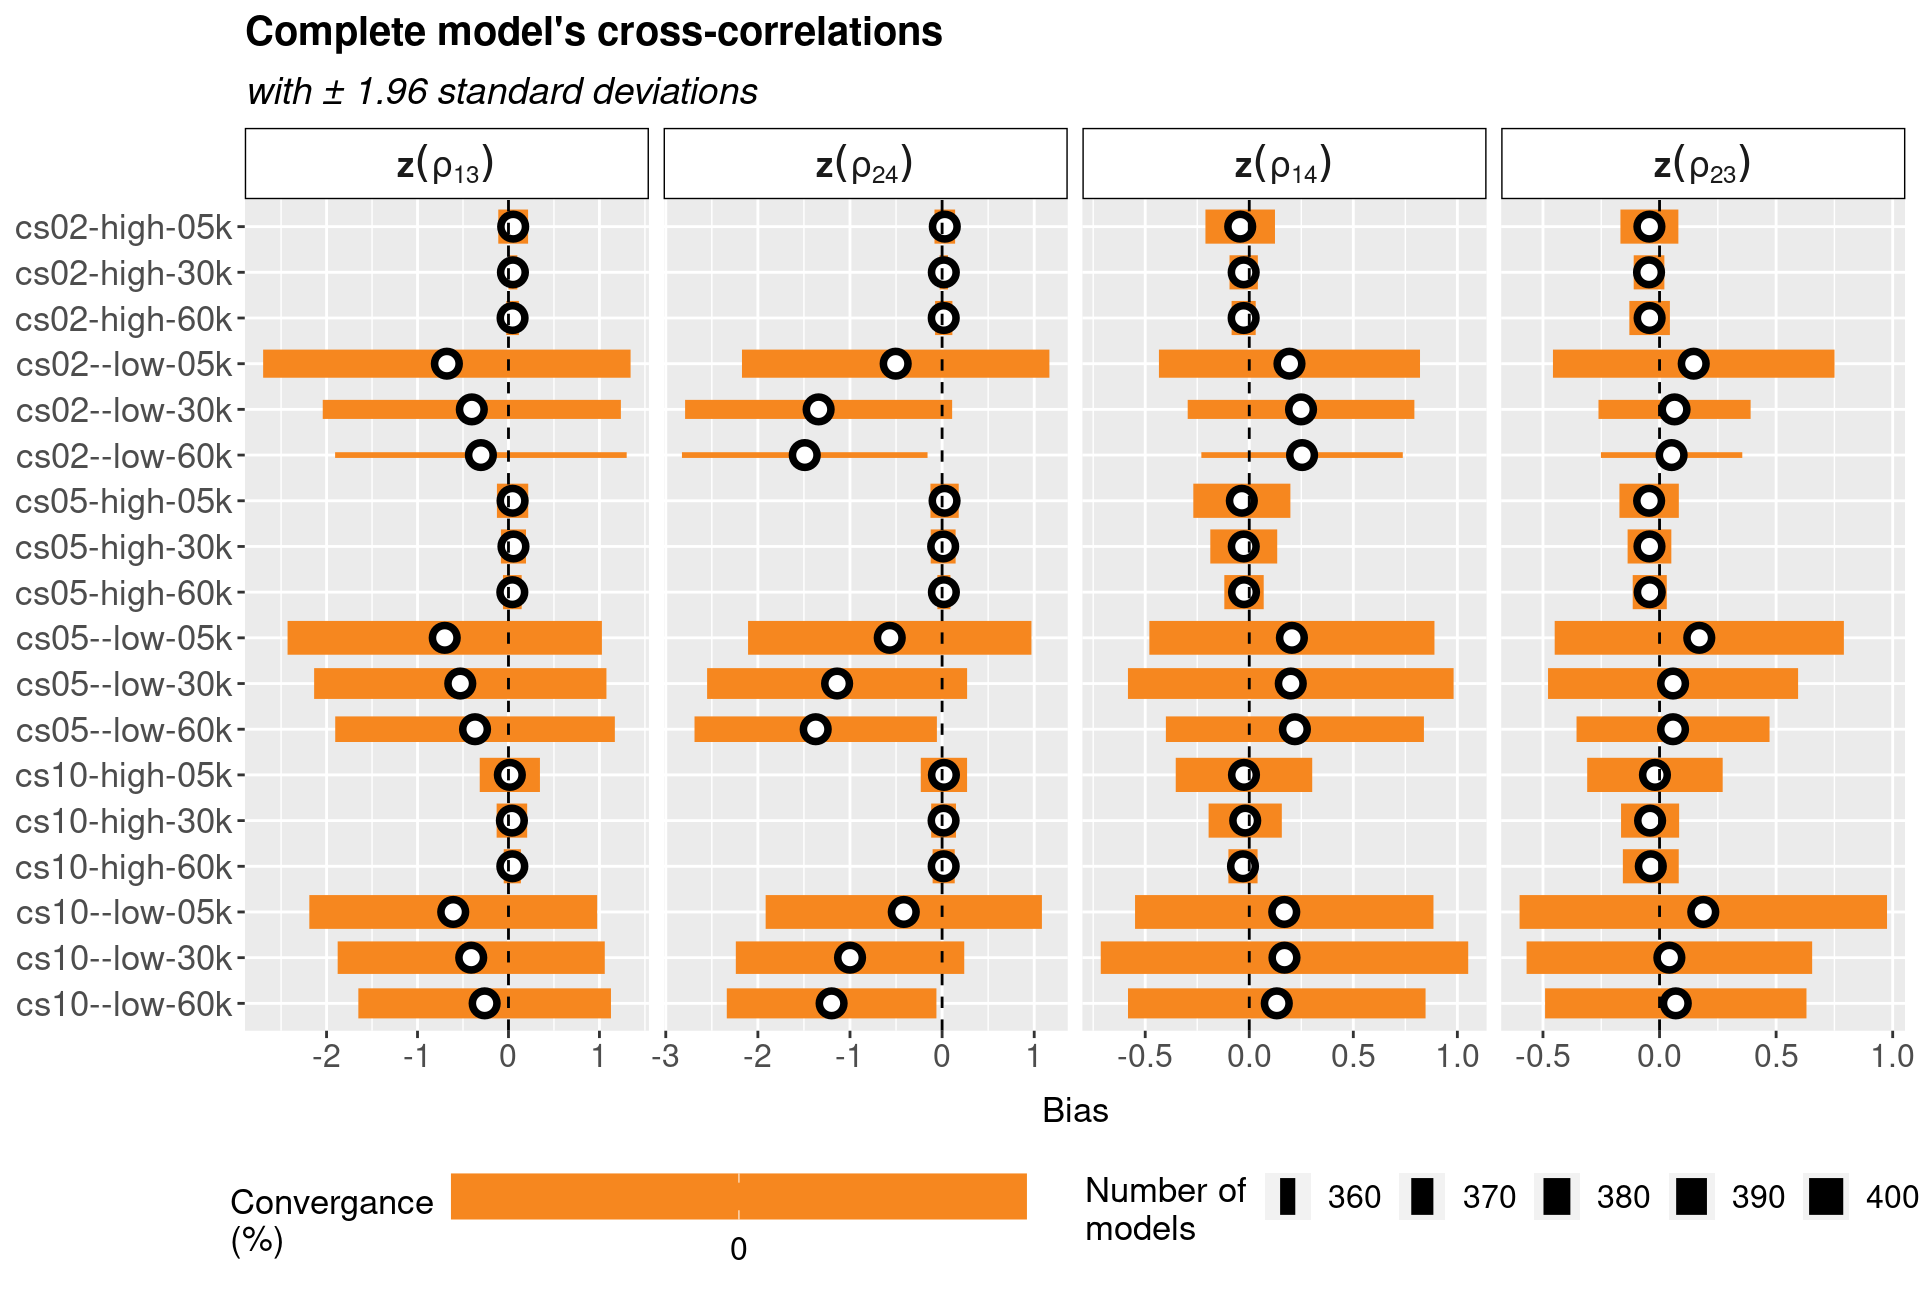 Complete model's cross-correlations
with ± 1.96 standard deviations
z(ρ13) z(ρ24) z(ρ14) z(ρ23)
cs02-high-05k
cs02-high-30k
cs02-high-60k
cs02--low-05k
cs02--low-30k
cs02--low-60k
cs05-high-05k
cs05-high-30k
cs05-high-60k
cs05--low-05k
cs05--low-30k
cs05--low-60k
cs10-high-05k
cs10-high-30k
cs10-high-60k
cs10--low-05k
cs10--low-30k
cs10--low-60k
-2 -1 0 1 -3 -2 -1 0 1 -0.5 0.0 0.5 1.0 -0.5 0.0 0.5 1.0
Bias
Convergance
(%)
0
Number of
models
360 370 380 390 400